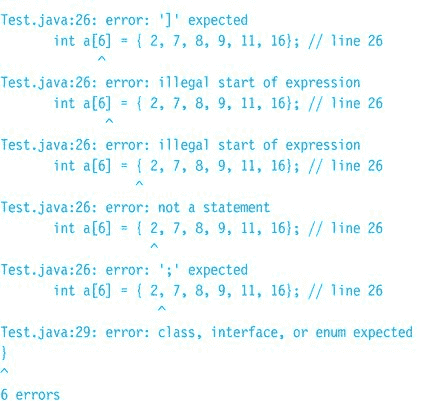 Test.java:26: error: ']' expected
int a[6] = { 2, 7, 8, 9, 11, 16}; // line 26
^
Test.java:26: error: illegal start of expression
int a[6] = { 2, 7, 8, 9, 11, 16}; // line 26
^
Test.java:26: error: illegal start of expression
int a[6] = { 2, 7, 8, 9, 11, 16}; // line 26
^
Test.java:26: error: not a statement
int a[6] = { 2, 7, 8, 9, 11, 16}; // line 26
^
Test.java:26: error: ';' expected
int a[6] = { 2, 7, 8, 9, 11, 16}; // line 26
^
Test.java:29: error: class, interface, or enum expected
}
^
6 errors